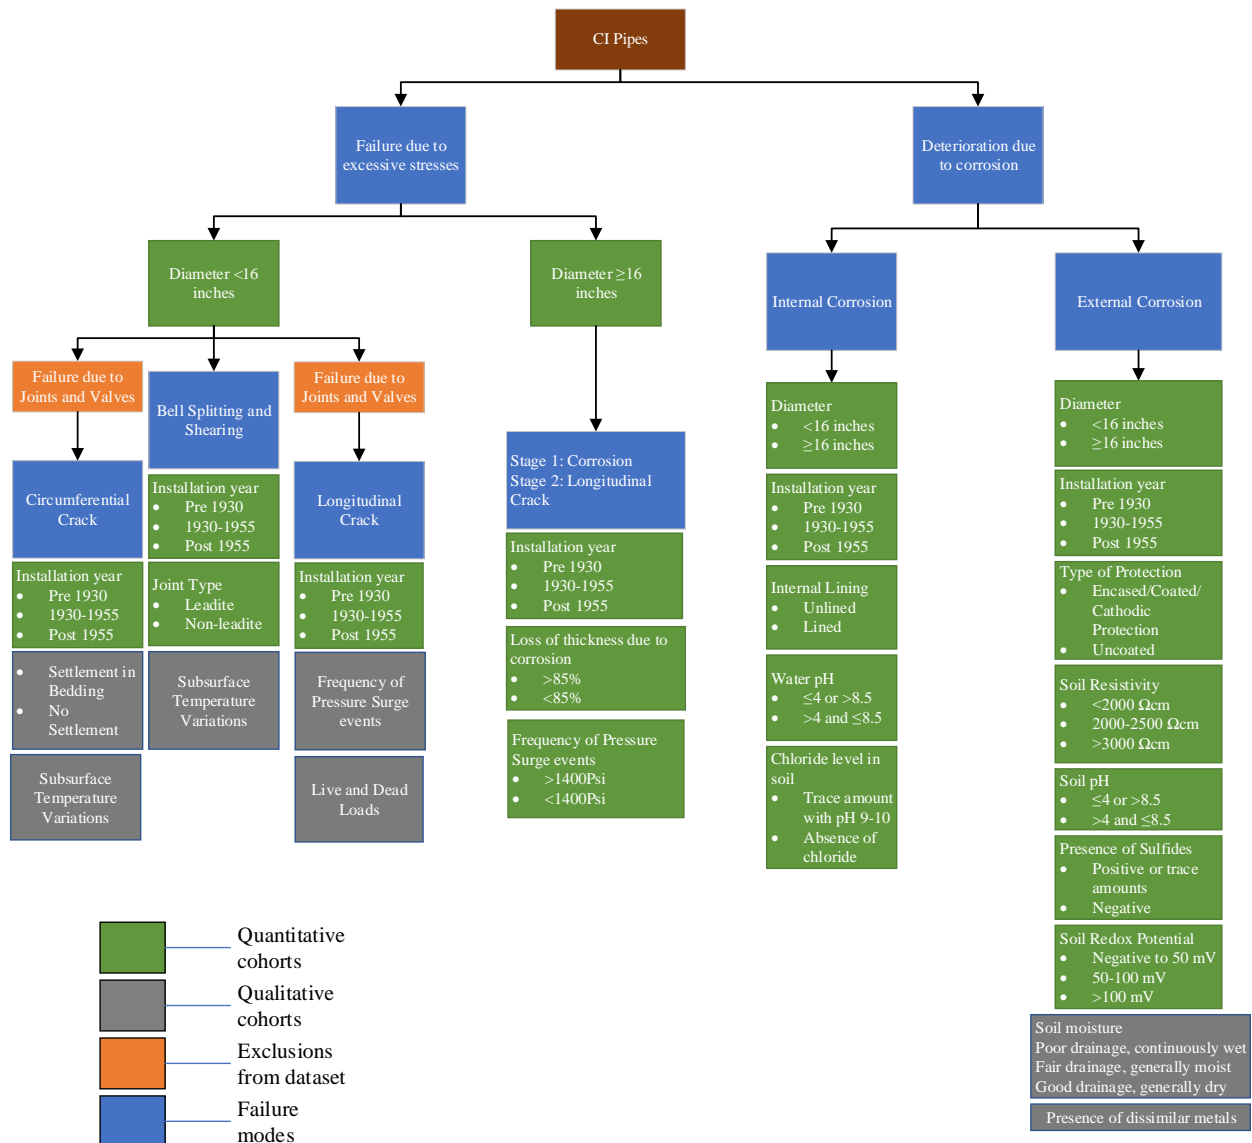 CI Pipes
Failure due to
excessive stresses
Deterioration due
to corrosion
Diameter <16
inches
Diameter ≥16
inches
Internal Corrosion
External Corrosion
Failure due to
Joints and Valves
Circumferential
Crack
Installation year
• Pre 1930
• 1930-1955
• Post 1955
• Settlement in
Bedding
• No
Settlement
Subsurface
Temperature
Variations
Bell Splitting and
Shearing
Installation year
• Pre 1930
• 1930-1955
• Post 1955
Joint Type
• Leadite
• Non-leadite
Subsurface
Temperature
Variations
Failure due to
Joints and Valves
Longitudinal
Crack
Installation year
• Pre 1930
• 1930-1955
• Post 1955
Frequency of
Pressure Surge
events
Live and Dead
Loads
Stage 1: Corrosion
Stage 2: Longitudinal
Crack
Installation year
• Pre 1930
• 1930-1955
• Post 1955
Loss of thickness due to
corrosion
• >85%
• <85%
Frequency of Pressure
Surge events
• >1400Psi
• <1400Psi
Diameter
• <16 inches
• ≥16 inches
Installation year
• Pre 1930
• 1930-1955
• Post 1955
Internal Lining
• Unlined
• Lined
Water pH
• ≤4 or >8.5
• >4 and ≤8.5
Chloride level in
soil
• Trace amount
with pH 9-10
• Absence of
chloride
Diameter
• <16 inches
• ≥16 inches
Installation year
• Pre 1930
• 1930-1955
• Post 1955
Type of Protection
• Encased/Coated/
Cathodic
Protection
• Uncoated
Soil Resistivity
• <2000 Ωcm
• 2000-2500 Ωcm
• >3000 Ωcm
Soil pH
• ≤4 or >8.5
• >4 and ≤8.5
Presence of Sulfides
• Positive or trace
amounts
• Negative
Soil Redox Potential
• Negative to 50 mV
• 50-100 mV
• >100 mV
Soil moisture
Poor drainage, continuously wet
Fair drainage, generally moist
Good drainage, generally dry
Presence of dissimilar metals
Quantitative
cohorts
Qualitative
cohorts
Exclusions
from dataset
Failure
modes